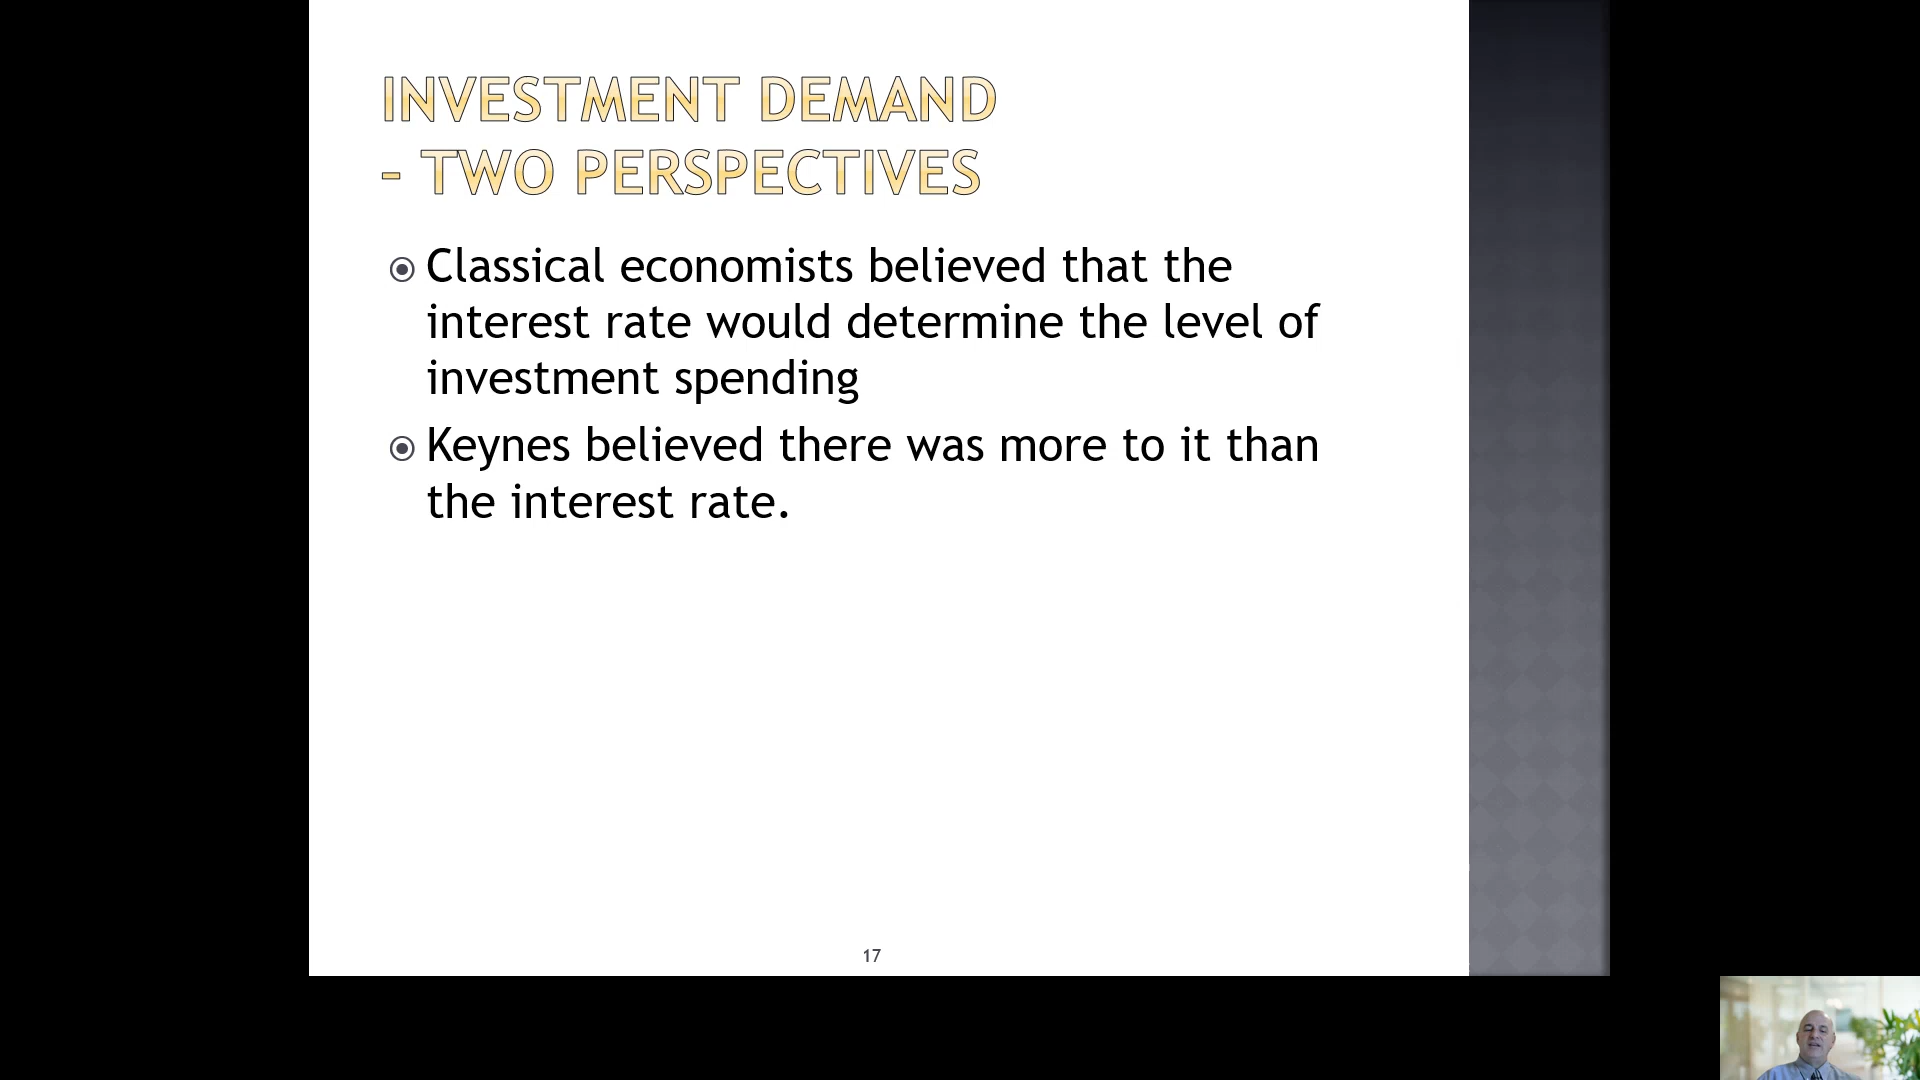 INVESTMENT DEMAND
– TWO PERSPECTIVES
Classical economists believed that the
interest rate would determine the level of
investment spending
Keynes believed there was more to it than
the interest rate.
17